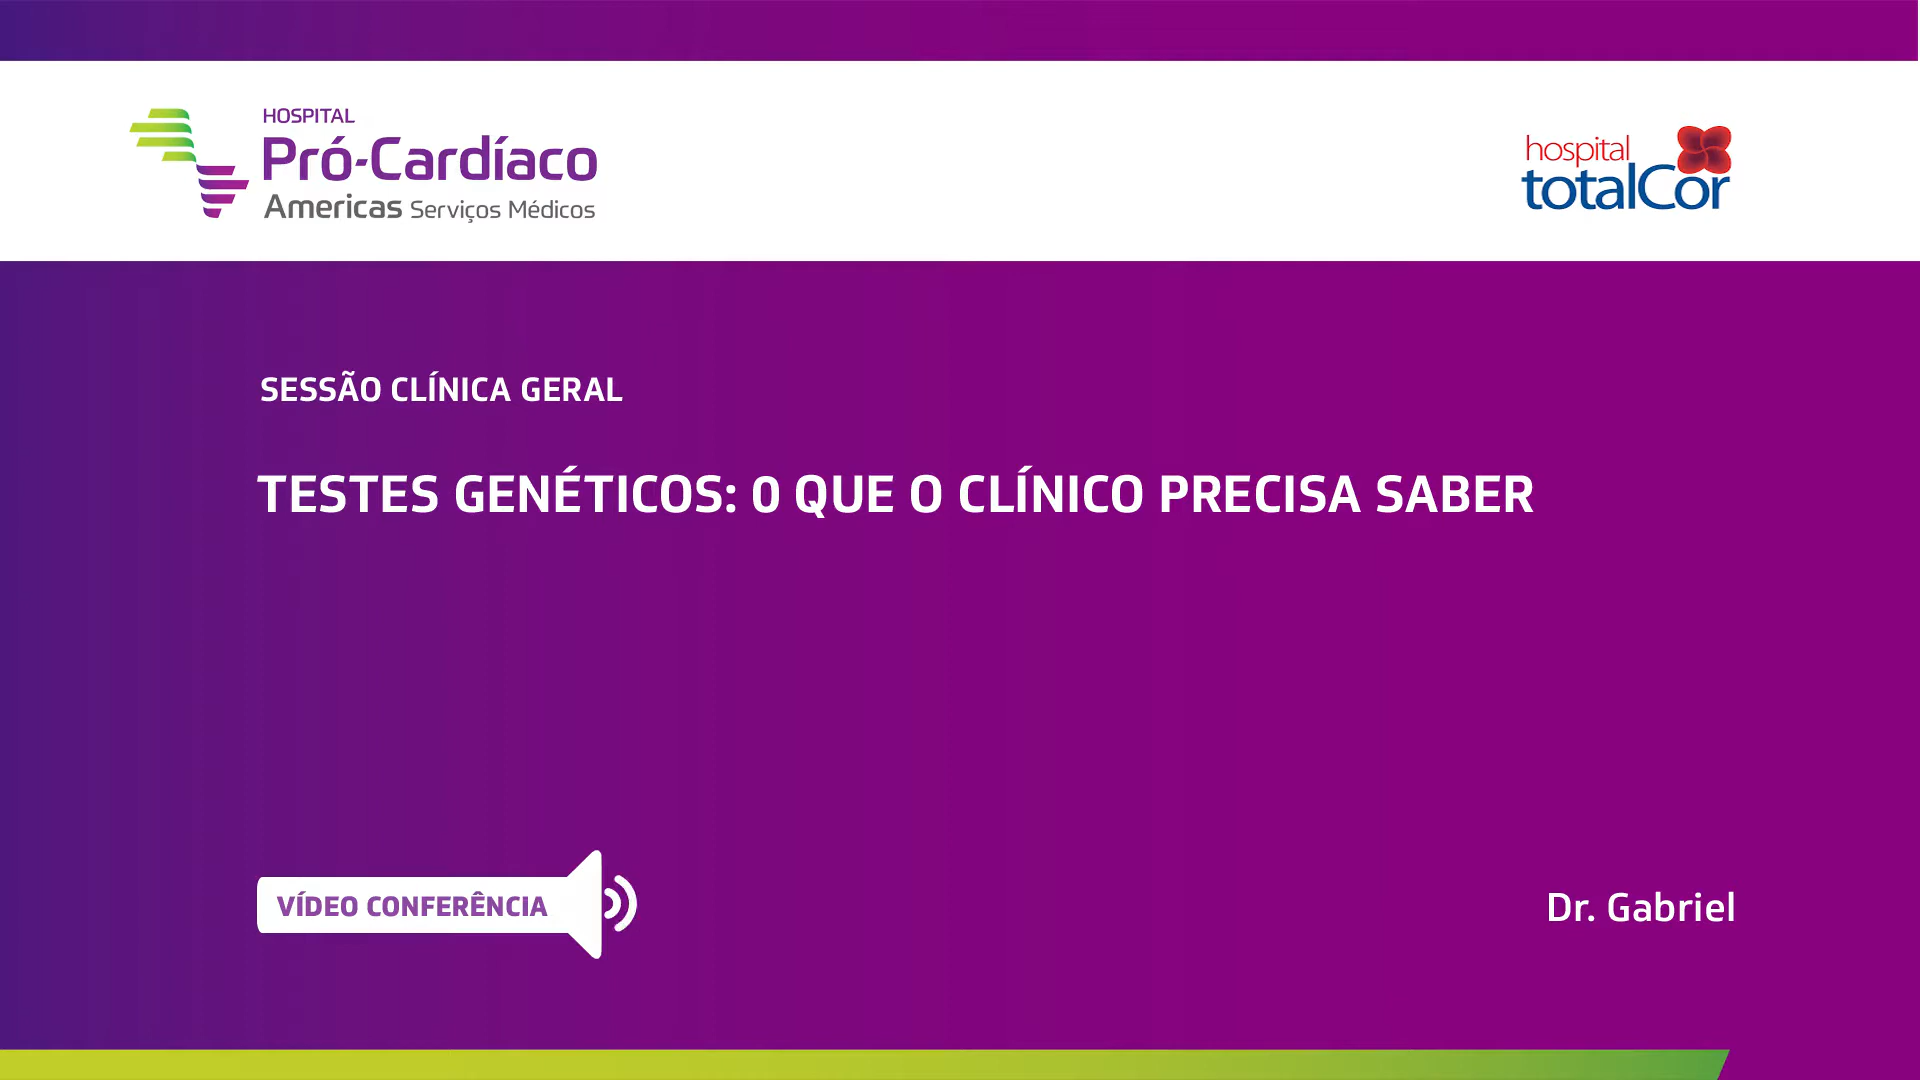 HOSPITAL
Pró-Cardíaco
Americas Serviços Médicos
hospital
totalCor
SESSÃO CLÍNICA GERAL
TESTES GENÉTICOS: O QUE O CLÍNICO PRECISA SABER
VÍDEO CONFERÊNCIA
Dr. Gabriel